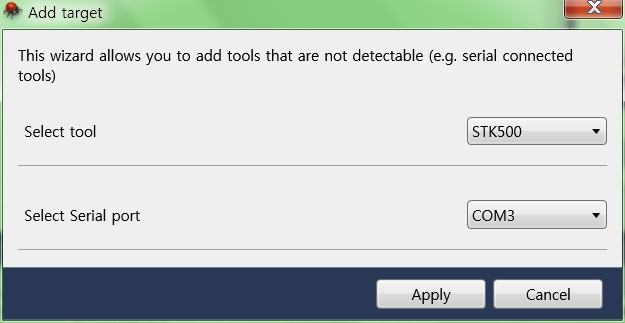 Add target
This wizard allows you to add tools that are not detectable (e.g. serial connected
tools)
Select tool
STK500
Select Serial port
COM3
Apply
Cancel